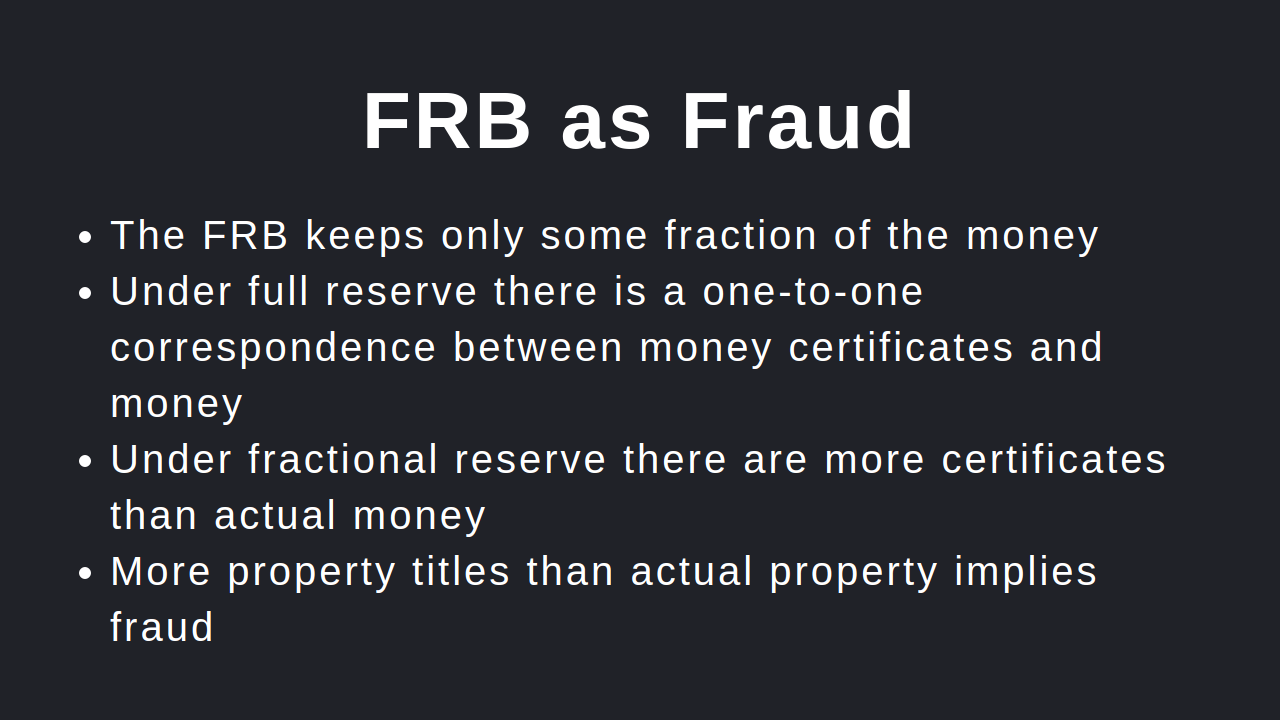 FRB as Fraud
• The FRB keeps only some fraction of the money
• Under full reserve there is a one-to-one
correspondence between money certificates and
money
• Under fractional reserve there are more certificates
than actual money
• More property titles than actual property implies
fraud